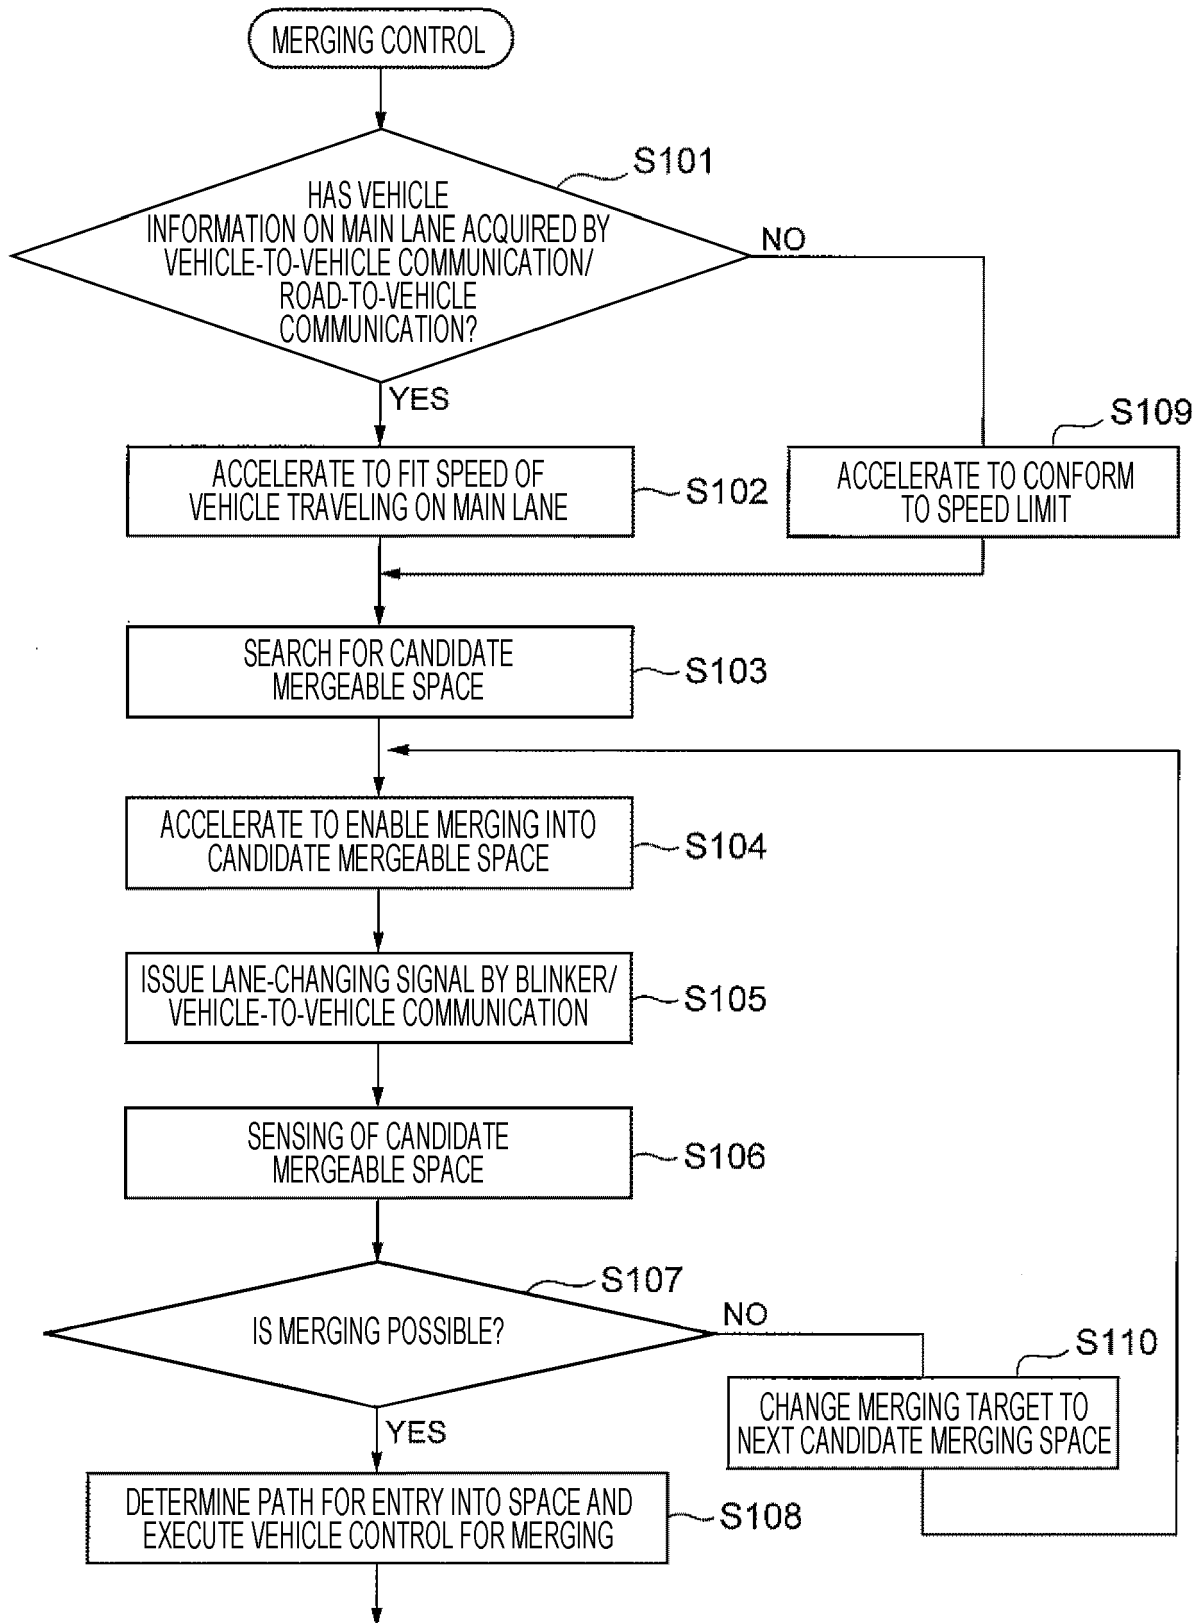 MERGING CONTROL
S101
HAS VEHICLE
INFORMATION ON MAIN LANE ACQUIRED BY
VEHICLE-TO-VEHICLE COMMUNICATION/
ROAD-TO-VEHICLE
COMMUNICATION?
NO
YES
S109
ACCELERATE TO FIT SPEED OF
VEHICLE TRAVELING ON MAIN LANE
S102
ACCELERATE TO CONFORM
TO SPEED LIMIT
SEARCH FOR CANDIDATE
MERGEABLE SPACE
S103
ACCELERATE TO ENABLE MERGING INTO
CANDIDATE MERGEABLE SPACE
S104
ISSUE LANE-CHANGING SIGNAL BY BLINKER/
VEHICLE-TO-VEHICLE COMMUNICATION
S105
SENSING OF CANDIDATE
MERGEABLE SPACE
S106
S107
IS MERGING POSSIBLE?
NO
S110
CHANGE MERGING TARGET TO
NEXT CANDIDATE MERGING SPACE
YES
DETERMINE PATH FOR ENTRY INTO SPACE AND
EXECUTE VEHICLE CONTROL FOR MERGING
S108